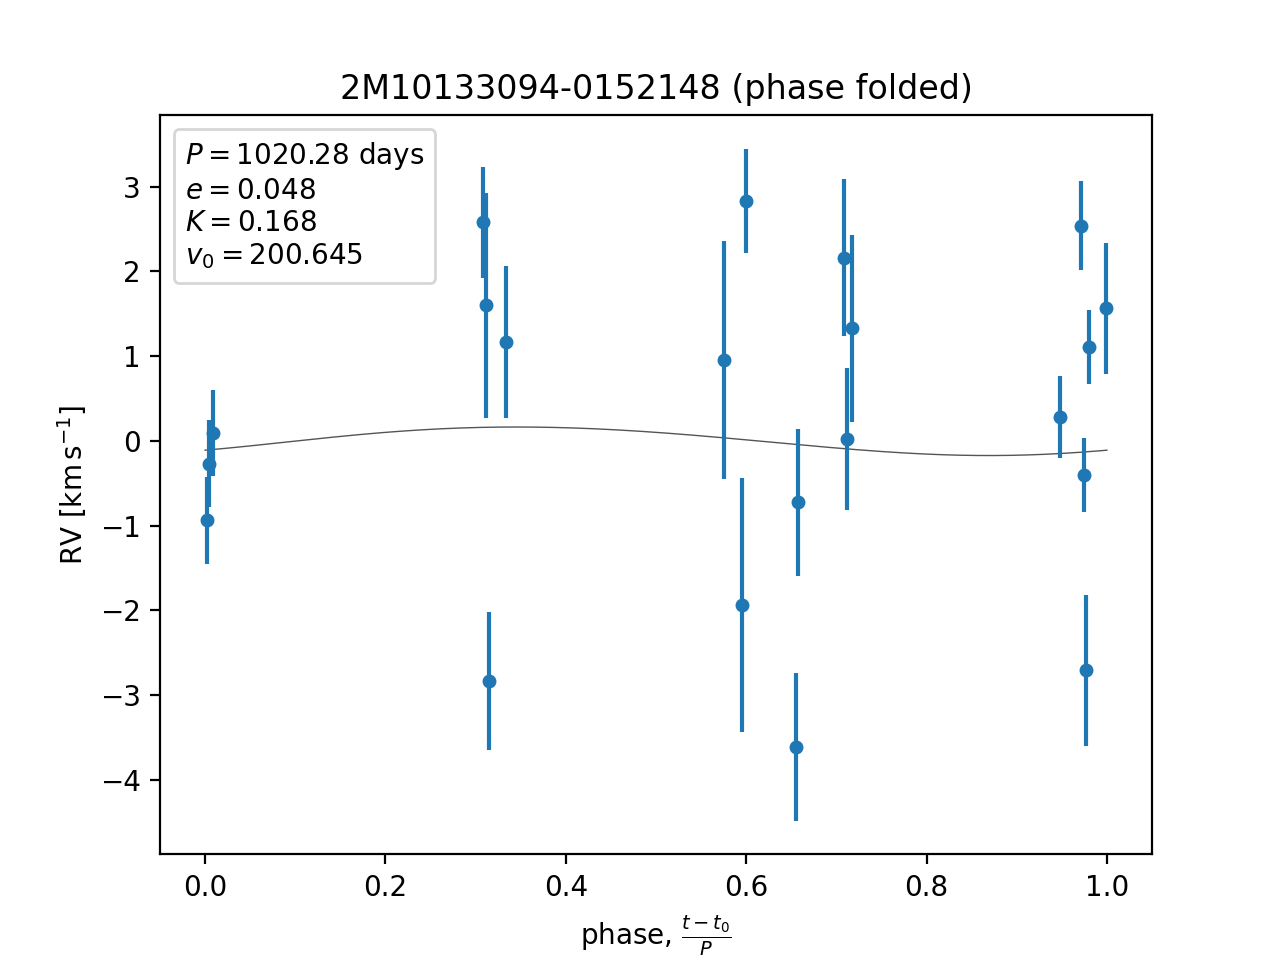 2M10133094-0152148 (phase folded)
P = 1020.28 days
e = 0.048
K = 0.168
v₀ = 200.645
3
2
1
0
−1
−2
−3
−4
RV [km s⁻¹]
0.0 0.2 0.4 0.6 0.8 1.0
phase, (t − t₀)/P